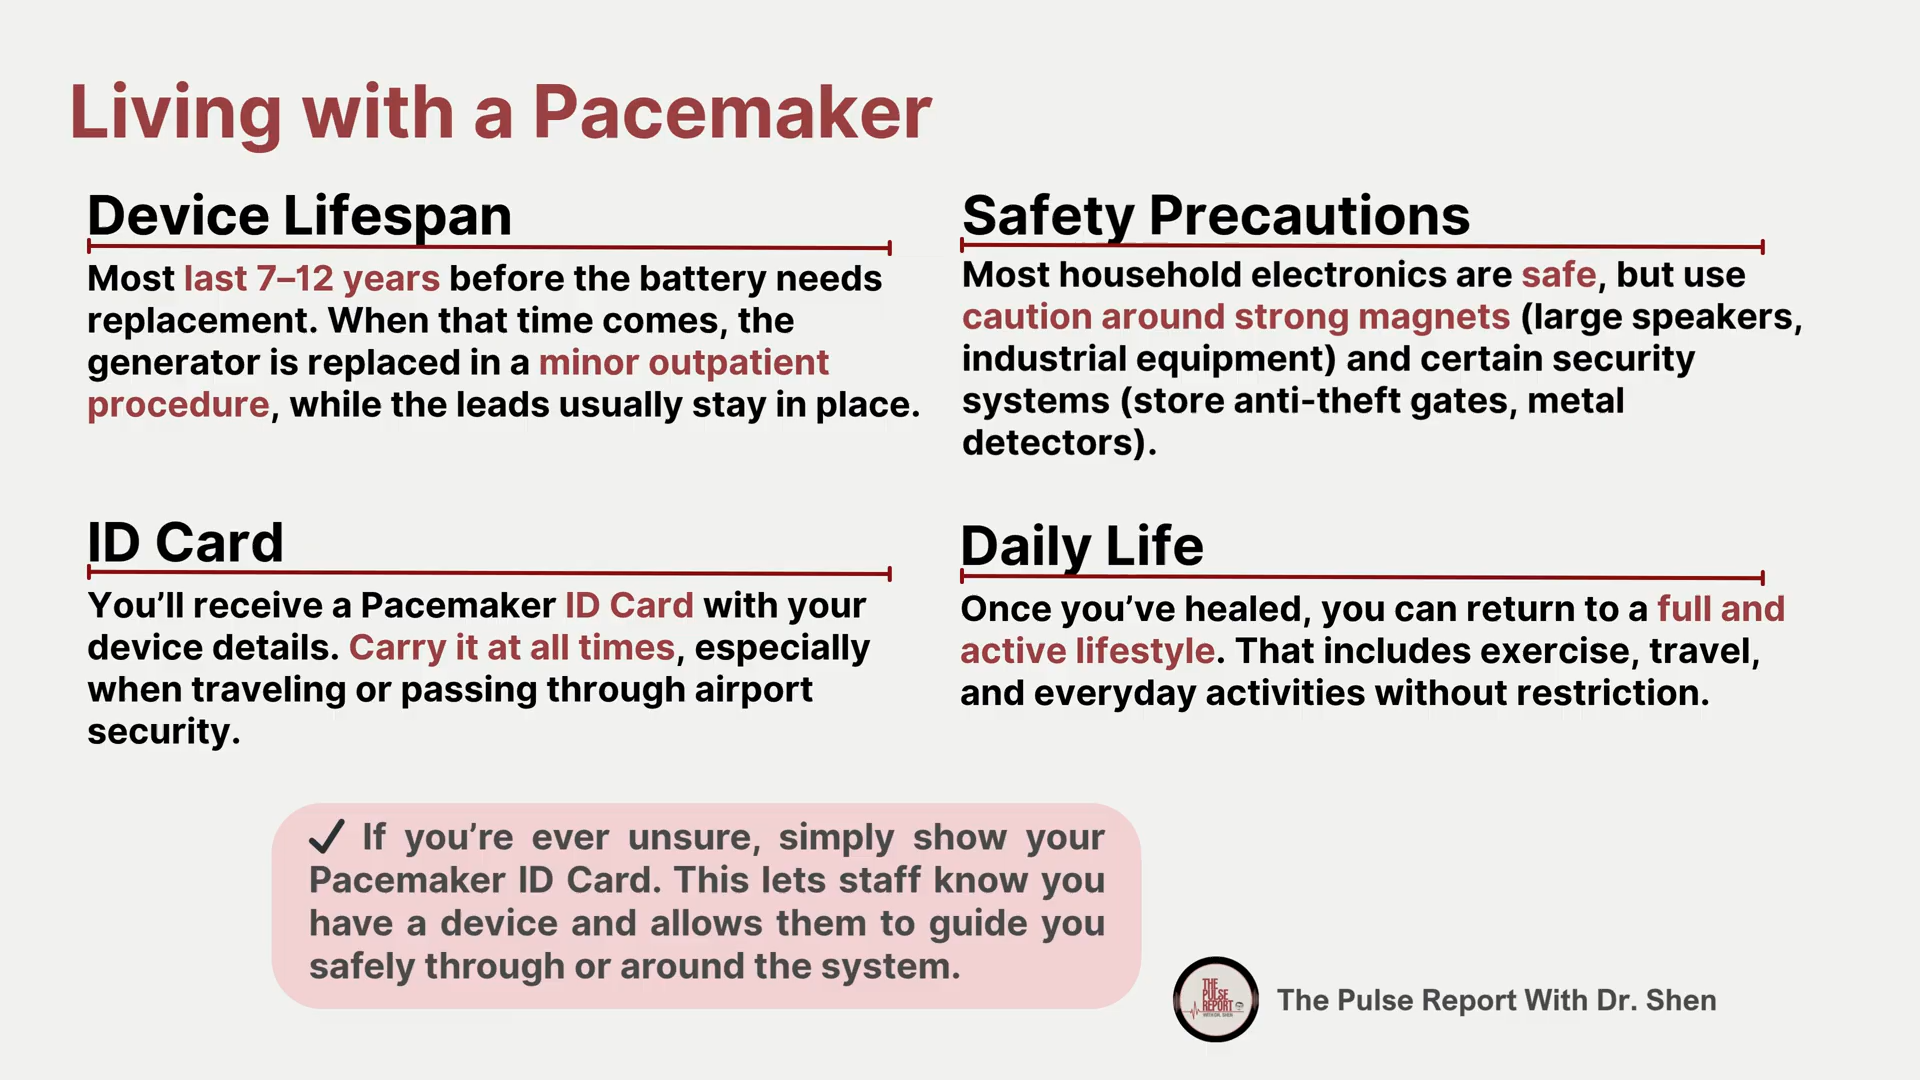 Living with a Pacemaker
Device Lifespan
Most last 7–12 years before the battery needs
replacement. When that time comes, the
generator is replaced in a minor outpatient
procedure, while the leads usually stay in place.
Safety Precautions
Most household electronics are safe, but use
caution around strong magnets (large speakers,
industrial equipment) and certain security
systems (store anti-theft gates, metal
detectors).
ID Card
You’ll receive a Pacemaker ID Card with your
device details. Carry it at all times, especially
when traveling or passing through airport
security.
Daily Life
Once you’ve healed, you can return to a full and
active lifestyle. That includes exercise, travel,
and everyday activities without restriction.
✓ If you’re ever unsure, simply show your
Pacemaker ID Card. This lets staff know you
have a device and allows them to guide you
safely through or around the system.
THE
PULSE
REPORT
WITH DR. SHEN
The Pulse Report With Dr. Shen